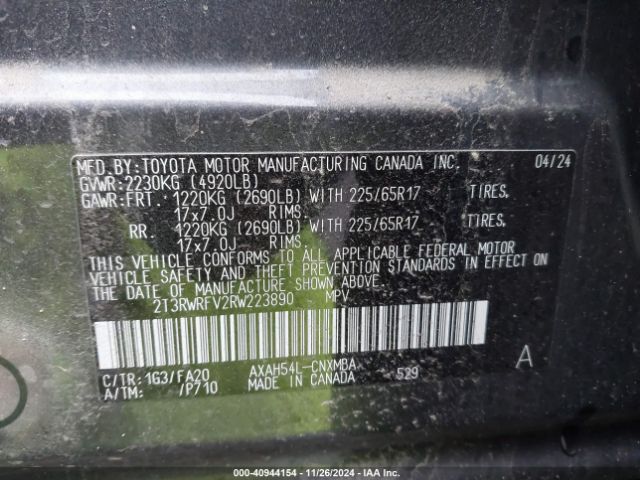 MFD.BY:TOYOTA MOTOR MANUFACTURING CANADA INC. 04/24
GVWR:2230KG (4920LB)
GAWR:FRT. 1220KG (2690LB) WITH 225/65R17 TIRES,
17x7.0J RIMS,
RR. 1220KG (2690LB) WITH 225/65R17 TIRES,
17x7.0J RIMS,
THIS VEHICLE CONFORMS TO ALL APPLICABLE FEDERAL MOTOR
VEHICLE SAFETY AND THEFT PREVENTION STANDARDS IN EFFECT ON
THE DATE OF MANUFACTURE SHOWN ABOVE.
2T3RWRFV2RW223890 MPV
C/TR: 1G3/FA20 AXAH54L-CNXMBA 529 A
A/TM: /P710 MADE IN CANADA
000-40944154 - 11/26/2024 - IAA Inc.